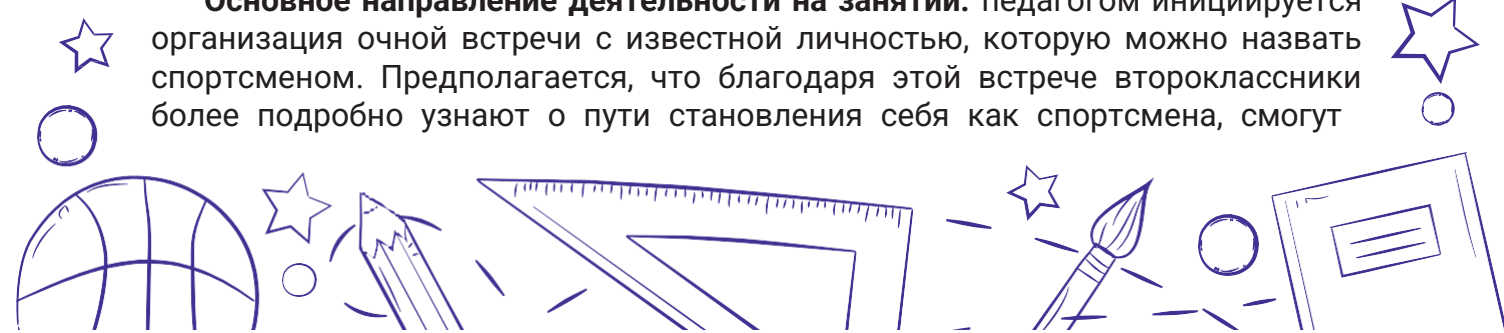 Основное направление деятельности на занятии: педагогом инициируется
организация очной встречи с известной личностью, которую можно назвать
спортсменом. Предполагается, что благодаря этой встрече второклассники
более подробно узнают о пути становления себя как спортсмена, смогут